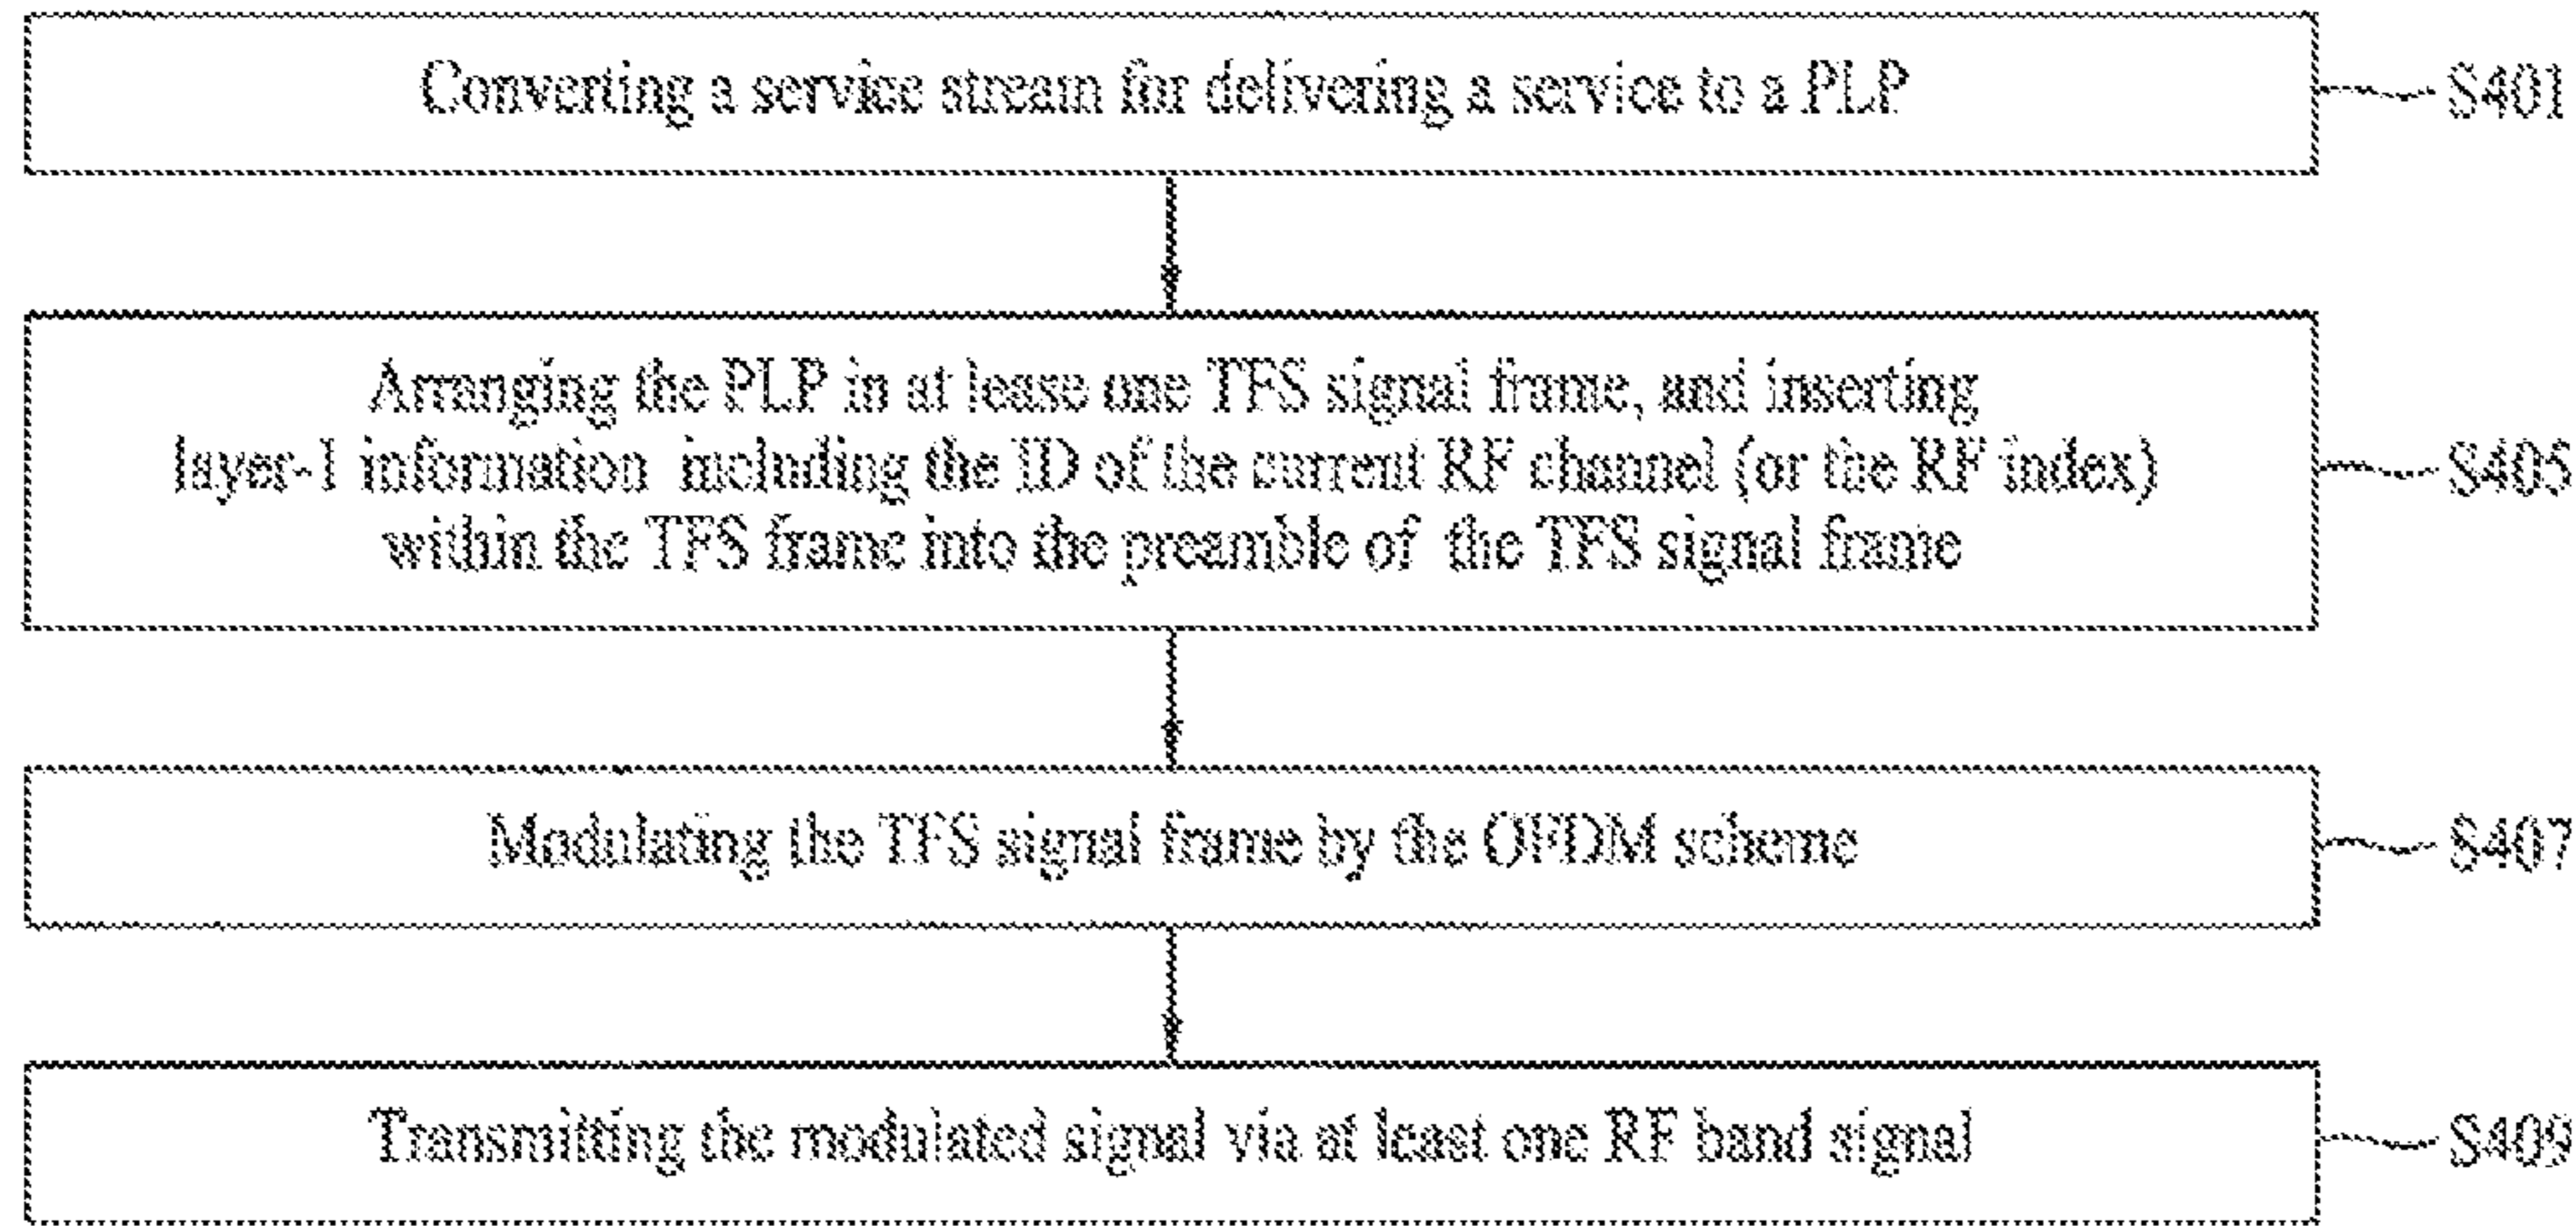 Converting a service stream for delivering a service to a PLP
S401
Arranging the PLP in at lease one TFS signal frame, and inserting
layer-1 information including the ID of the current RF channel (or the RF index)
within the TFS frame into the preamble of the TFS signal frame
S405
Modulating the TFS signal frame by the OFDM scheme
S407
Transmitting the modulated signal via at least one RF band signal
S409